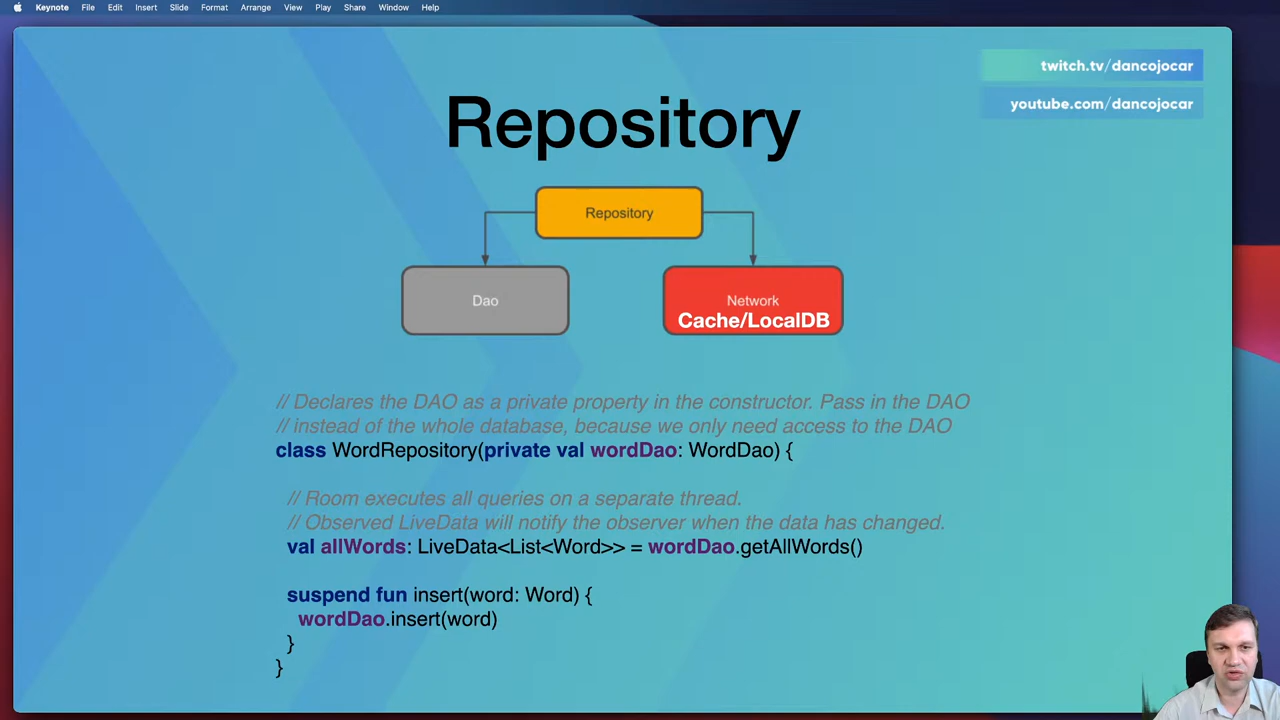 Keynote File Edit Insert Slide Format Arrange View Play Share Window Help
twitch.tv/dancojocar
youtube.com/dancojocar
Repository
Repository
Dao
Network
Cache/LocalDB
// Declares the DAO as a private property in the constructor. Pass in the DAO
// instead of the whole database, because we only need access to the DAO
class WordRepository(private val wordDao: WordDao) {
// Room executes all queries on a separate thread.
// Observed LiveData will notify the observer when the data has changed.
val allWords: LiveData<List<Word>> = wordDao.getAllWords()
suspend fun insert(word: Word) {
wordDao.insert(word)
}
}